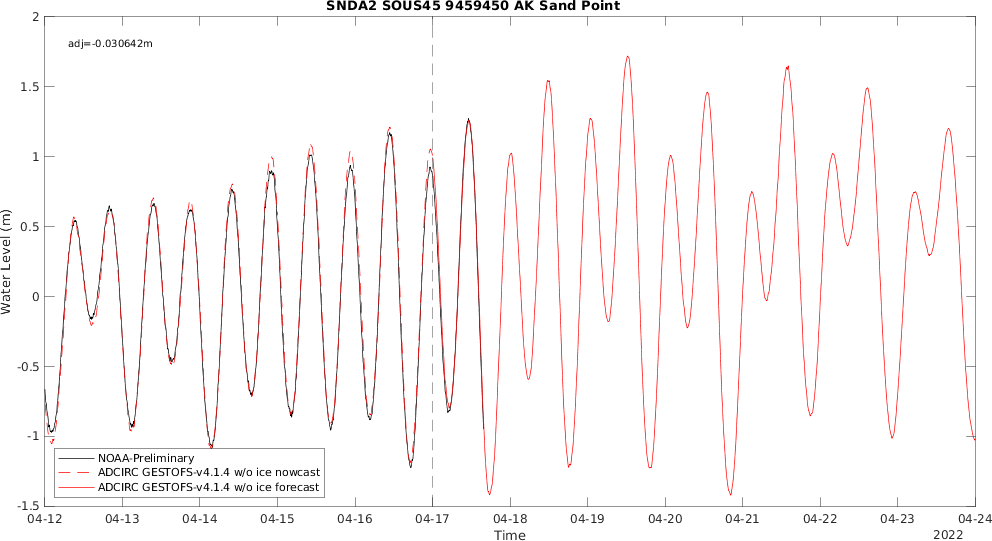 SNDA2 SOUS45 9459450 AK Sand Point
adj=-0.030642m
2
1.5
1
0.5
0
-0.5
-1
-1.5
Water Level (m)
NOAA-Preliminary
ADCIRC GESTOFS-v4.1.4 w/o ice nowcast
ADCIRC GESTOFS-v4.1.4 w/o ice forecast
04-12 04-13 04-14 04-15 04-16 04-17 04-18 04-19 04-20 04-21 04-22 04-23 04-24
Time
2022